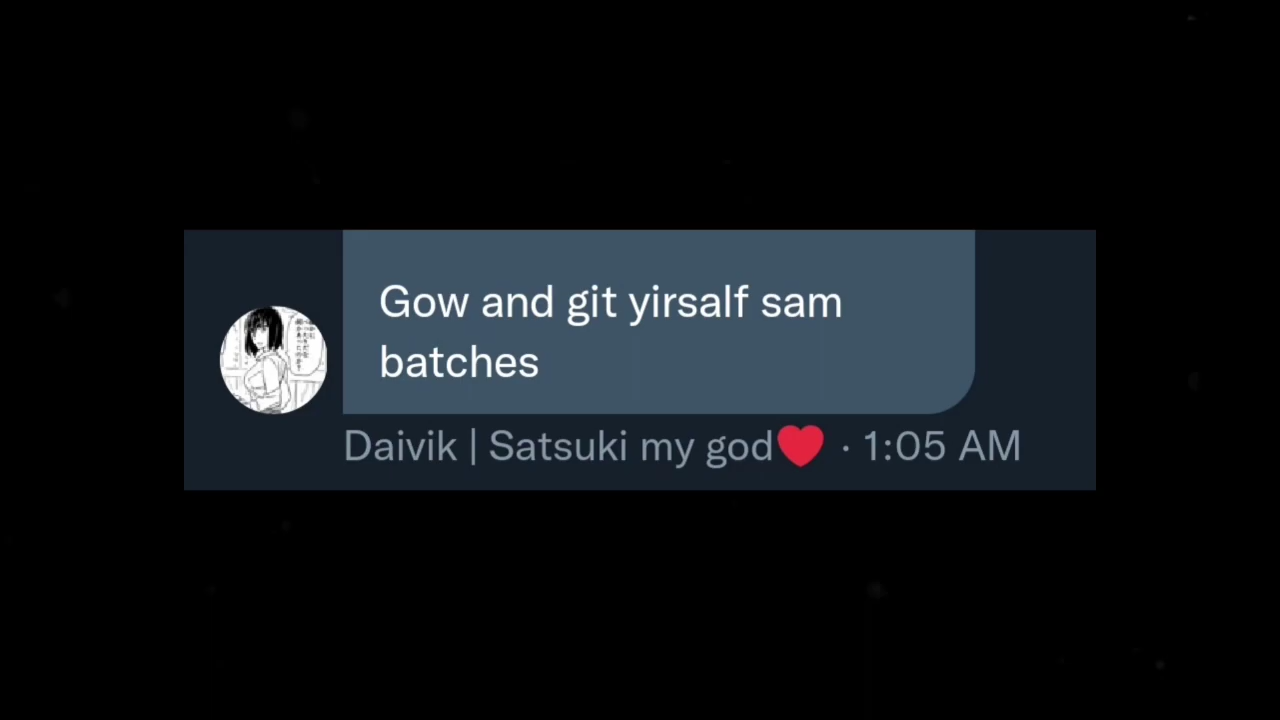 Gow and git yirsalf sam
batches
Daivik | Satsuki my god❤️ · 1:05 AM